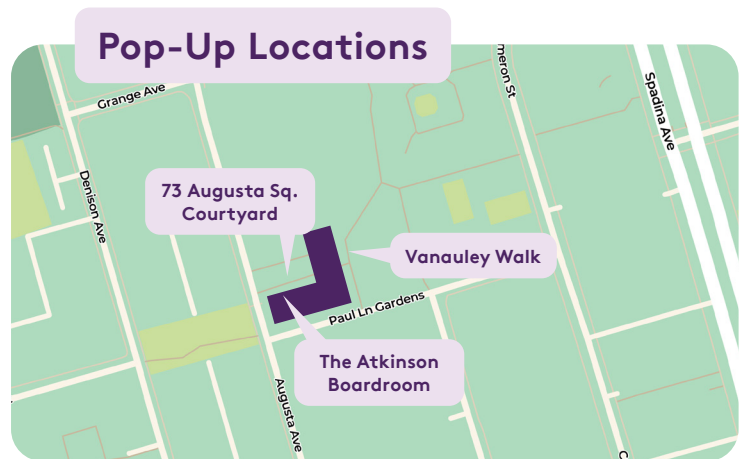 Pop-Up Locations
Grange Ave
meron St
Spadina Ave
Denison Ave
73 Augusta Sq.
Courtyard
Vanauley Walk
Paul Ln Gardens
The Atkinson
Boardroom
Augusta Ave
C